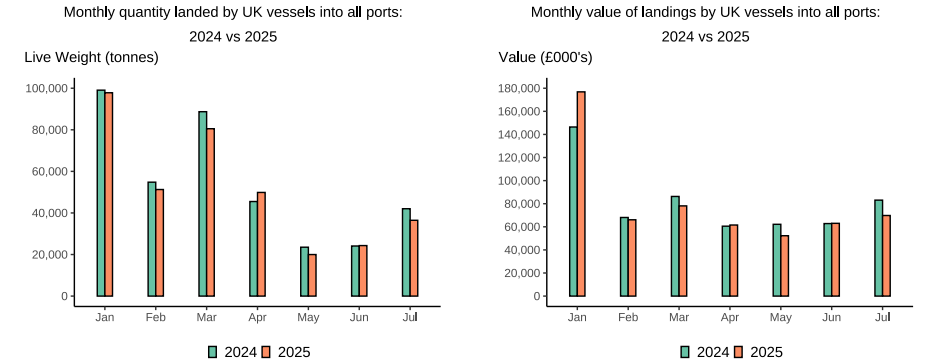 Monthly quantity landed by UK vessels into all ports:
2024 vs 2025
Live Weight (tonnes)
100,000
80,000
60,000
40,000
20,000
0
Jan Feb Mar Apr May Jun Jul
2024 2025
Monthly value of landings by UK vessels into all ports:
2024 vs 2025
Value (£000's)
180,000
160,000
140,000
120,000
100,000
80,000
60,000
40,000
20,000
0
Jan Feb Mar Apr May Jun Jul
2024 2025